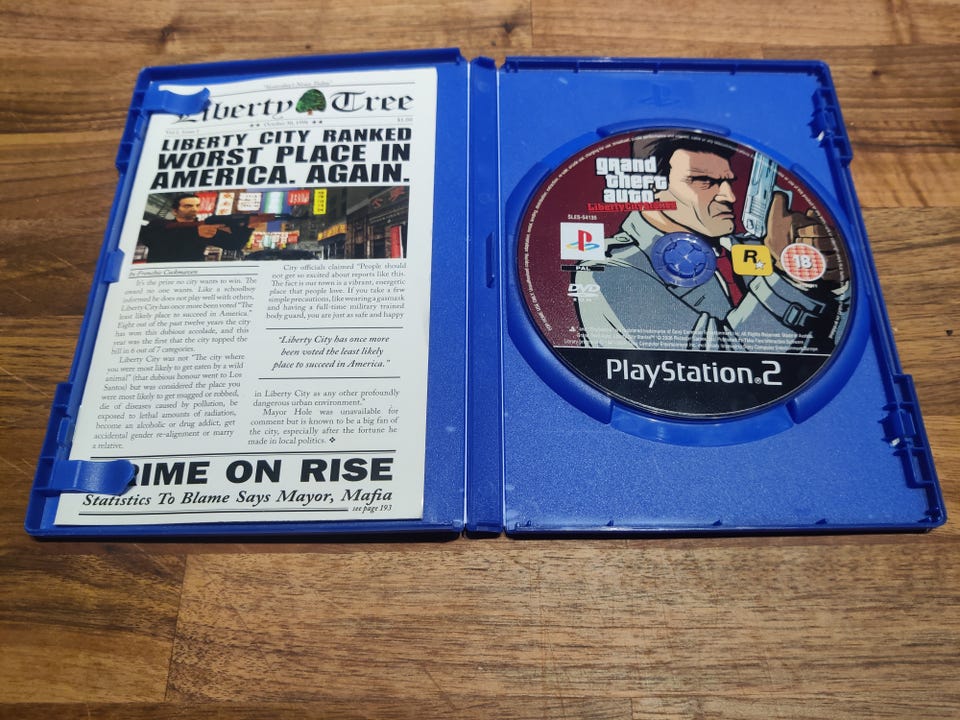 Liberty Tree
October 30, 1998
$1.00
LIBERTY CITY RANKED
WORST PLACE IN
AMERICA. AGAIN.
by Frenchie Cockmaven
It's the prize no city wants to win. The
award no one wants. Like a schoolboy
informed he does not play well with others,
Liberty City has once more been voted "The
least likely place to succeed in America."
Eight out of the past twelve years the city
has won this dubious accolade, and this
year was the first that the city topped the
bill in 6 out of 7 categories.
Liberty City was not "The city where
you were most likely to get eaten by a wild
animal" (that dubious honour went to Los
Santos) but was considered the place you
were most likely to get mugged or robbed,
die of diseases caused by pollution, be
exposed to lethal amounts of radiation,
become an alcoholic or drug addict, get
accidental gender re-alignment or marry
a relative.
City officials claimed "People should
not get so excited about reports like this.
The fact is our town is a vibrant, energetic
place that people love. If you take a few
simple precautions, like wearing a gasmask
and having a full-time military trained
body guard, you are just as safe and happy
"Liberty City has once more
been voted the least likely
place to succeed in America."
in Liberty City as any other profoundly
dangerous urban environment."
Mayor Hole was unavailable for
comment but is known to be a big fan of
the city, especially after the fortune he
made in local politics.
RIME ON RISE
Statistics To Blame Says Mayor, Mafia
see page 193
grand
theft
auto
Liberty City Stories
SLES-54135
PAL
DVD
R
18
PlayStation 2